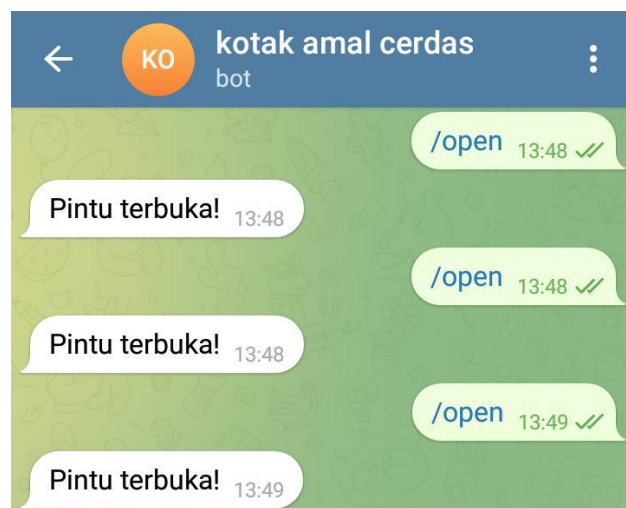 KO
kotak amal cerdas
bot
/open 13:48
Pintu terbuka! 13:48
/open 13:48
Pintu terbuka! 13:48
/open 13:49
Pintu terbuka! 13:49